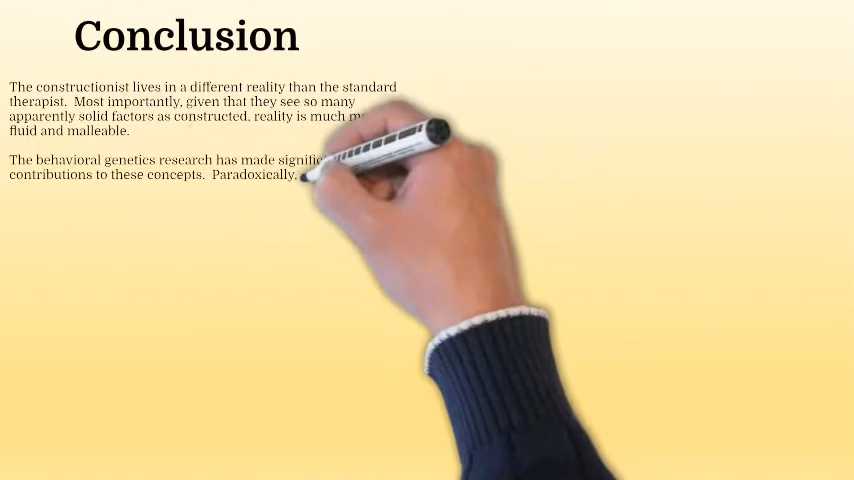 Conclusion
The constructionist lives in a different reality than the standard
therapist. Most importantly, given that they see so many
apparently solid factors as constructed, reality is much
fluid and malleable.
The behavioral genetics research has made
contributions to these concepts. Paradoxically,